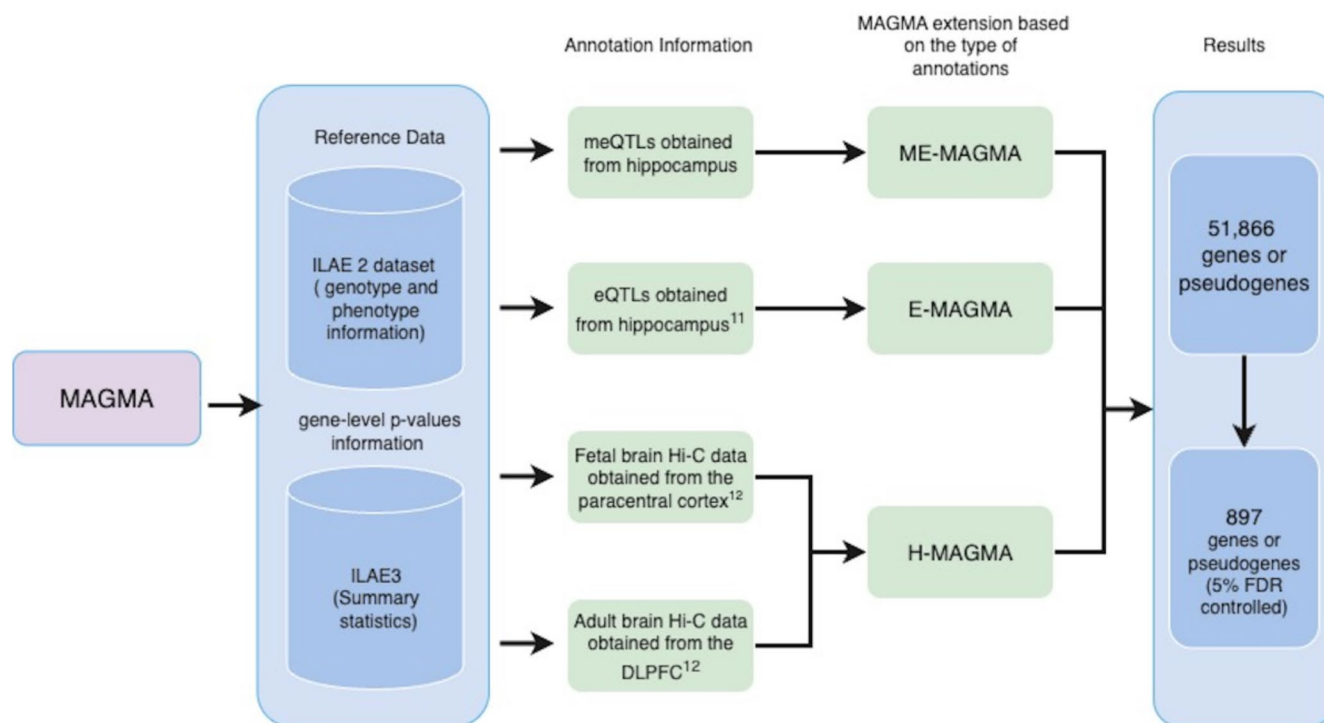 Annotation Information
MAGMA extension based
on the type of
annotations
Results
MAGMA
Reference Data
ILAE 2 dataset
( genotype and
phenotype
information)
gene-level p-values
information
ILAE3
(Summary
statistics)
meQTLs obtained
from hippocampus
eQTLs obtained
from hippocampus11
Fetal brain Hi-C data
obtained from the
paracentral cortex12
Adult brain Hi-C data
obtained from the
DLPFC12
ME-MAGMA
E-MAGMA
H-MAGMA
51,866
genes or
pseudogenes
897
genes or
pseudogenes
(5% FDR
controlled)